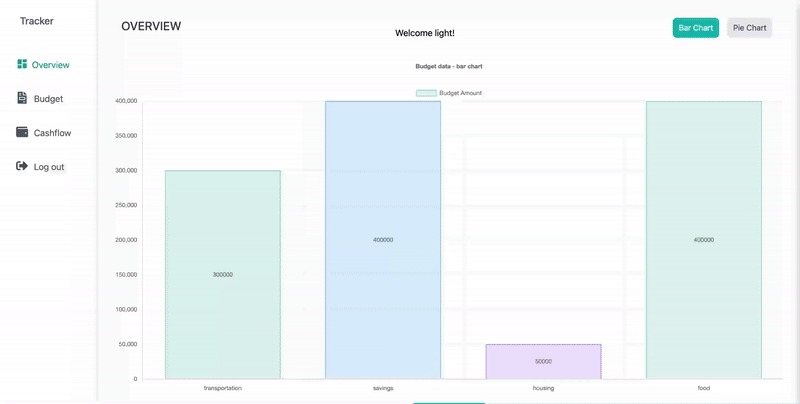 Tracker
OVERVIEW
Welcome light!
Bar Chart
Pie Chart
Overview
Budget
Cashflow
Log out
Budget data - bar chart
Budget Amount
400,000
350,000
300,000
250,000
200,000
150,000
100,000
50,000
0
300000
400000
50000
400000
transportation
savings
housing
food